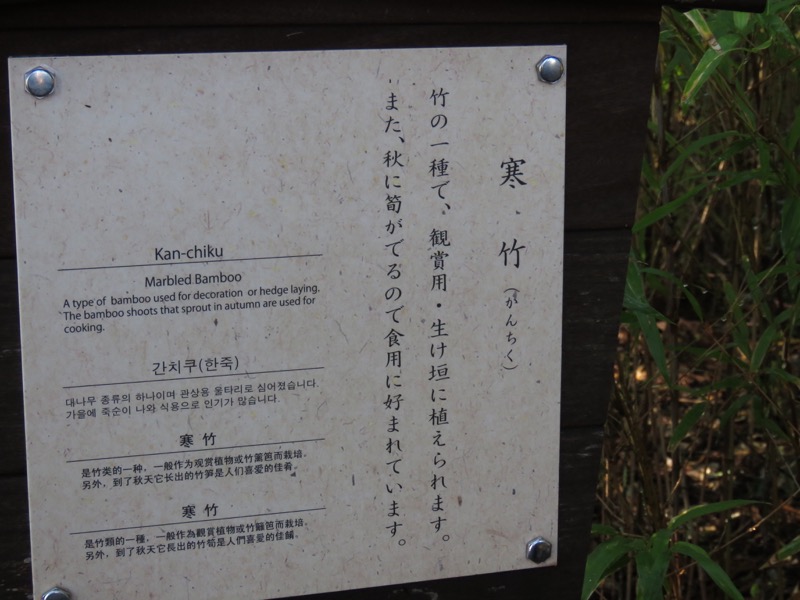 寒竹(がんちく)
竹の一種で、観賞用・生け垣に植えられます。
また、秋に筍がでるので食用に好まれています。
Kan-chiku
Marbled Bamboo
A type of bamboo used for decoration or hedge laying.
The bamboo shoots that sprout in autumn are used for
cooking.
간치쿠(한죽)
대나무 종류의 하나이며 관상용 울타리로 심어졌습니다.
가을에 죽순이 나와 식용으로 인기가 많습니다.
寒竹
是竹类的一种，一般作为观赏植物或竹篱笆而栽培。
另外，到了秋天它长出的竹笋是人们喜爱的佳肴。
寒竹
是竹類的一種，一般作為觀賞植物或竹籬笆而栽培。
另外，到了秋天它長出的竹筍是人們喜愛的佳餚。